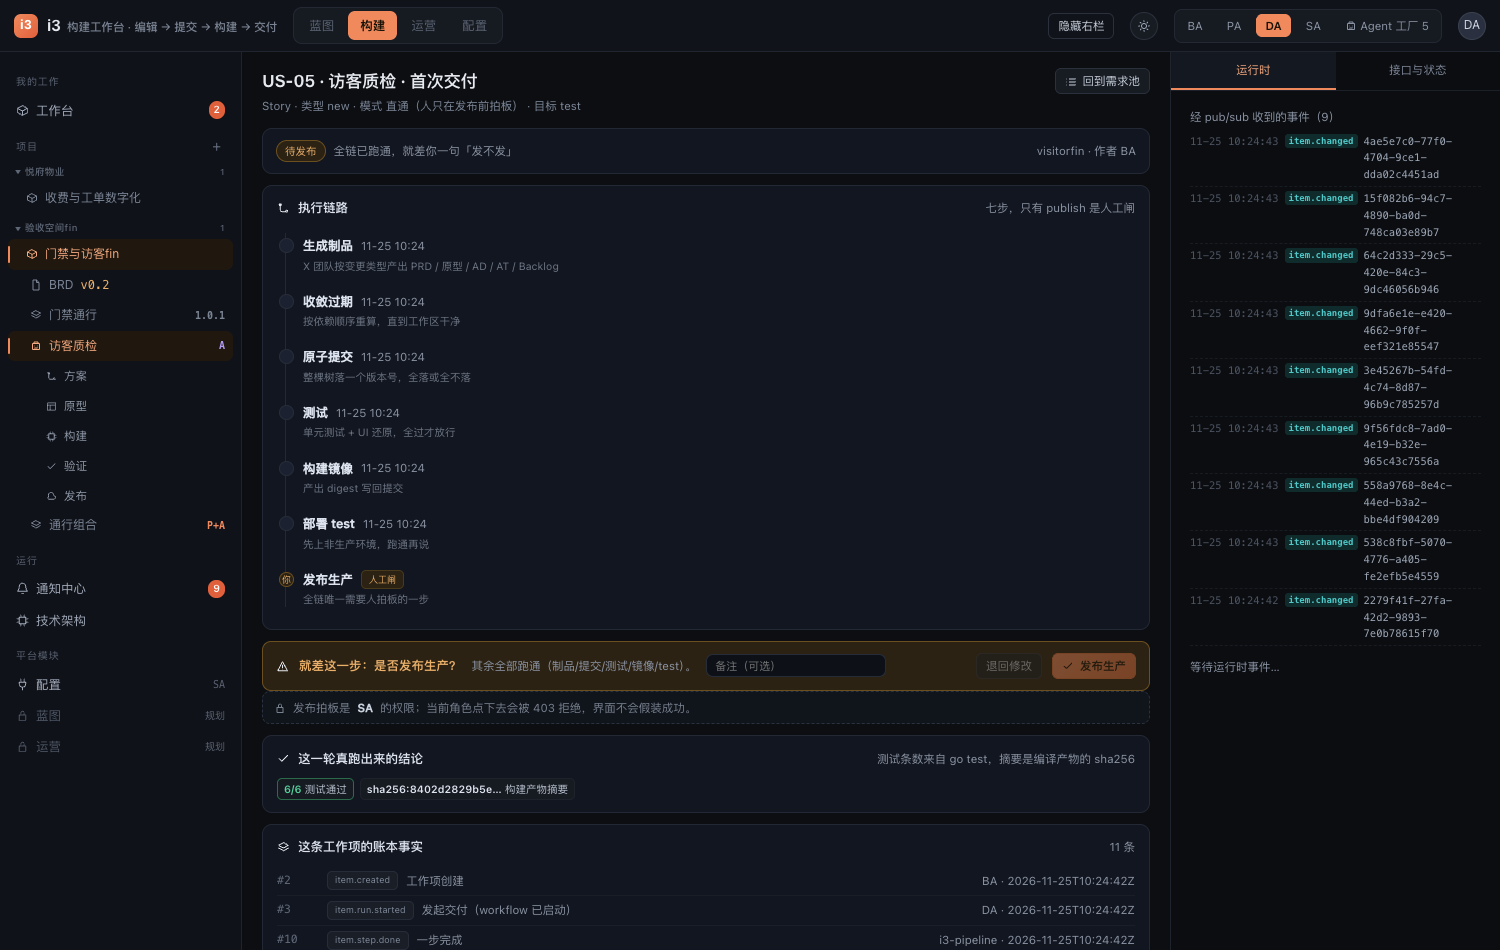 i3 i3 构建工作台 · 编辑 → 提交 → 构建 → 交付 蓝图 构建 运营 配置 隐藏右栏 BA PA DA SA Agent 工厂 5 DA
我的工作
工作台 2
项目 +
悦府物业 1
收费与工单数字化
验收空间fin 1
门禁与访客fin
BRD v0.2
门禁通行 1.0.1
访客质检 A
方案
原型
构建
验证
发布
通行组合 P+A
运行
通知中心 9
技术架构
平台模块
配置 SA
蓝图 规划
运营 规划
US-05 · 访客质检 · 首次交付 回到需求池
Story · 类型 new · 模式 直通（人只在发布前拍板） · 目标 test
待发布 全链已跑通，就差你一句「发不发」 visitorfin · 作者 BA
执行链路 七步，只有 publish 是人工闸
生成制品 11-25 10:24
X 团队按变更类型产出 PRD / 原型 / AD / AT / Backlog
收敛过期 11-25 10:24
按依赖顺序重算，直到工作区干净
原子提交 11-25 10:24
整棵树落一个版本号，全落或全不落
测试 11-25 10:24
单元测试 + UI 还原，全过才放行
构建镜像 11-25 10:24
产出 digest 写回提交
部署 test 11-25 10:24
先上非生产环境，跑通再说
你 发布生产 人工闸
全链唯一需要人拍板的一步
就差这一步：是否发布生产？ 其余全部跑通（制品/提交/测试/镜像/test）。 备注（可选） 退回修改 发布生产
发布拍板是 SA 的权限；当前角色点下去会被 403 拒绝，界面不会假装成功。
这一轮真跑出来的结论 测试条数来自 go test，摘要是编译产物的 sha256
6/6 测试通过 sha256:8402d2829b5e… 构建产物摘要
这条工作项的账本事实 11 条
#2 item.created 工作项创建 BA · 2026-11-25T10:24:42Z
#3 item.run.started 发起交付（workflow 已启动） DA · 2026-11-25T10:24:42Z
#10 item.step.done 一步完成 i3-pipeline · 2026-11-25T10:24:42Z
运行时 接口与状态
经 pub/sub 收到的事件（9）
11-25 10:24:43 item.changed 4ae5e7c0-77f0-
4704-9ce1-
dda02c4451ad
11-25 10:24:43 item.changed 15f082b6-94c7-
4890-ba0d-
748ca03e89b7
11-25 10:24:43 item.changed 64c2d333-29c5-
420e-84c3-
9dc46056b946
11-25 10:24:43 item.changed 9dfa6e1e-e420-
4662-9f0f-
eef321e85547
11-25 10:24:43 item.changed 3e45267b-54fd-
4c74-8d87-
96b9c785257d
11-25 10:24:43 item.changed 9f56fdc8-7ad0-
4e19-b32e-
965c43c7556a
11-25 10:24:43 item.changed 558a9768-8e4c-
44ed-b3a2-
bbe4df904209
11-25 10:24:43 item.changed 538c8fbf-5070-
4776-a405-
fe2efb5e4559
11-25 10:24:42 item.changed 2279f41f-27fa-
42d2-9893-
7e0b78615f70
等待运行时事件…